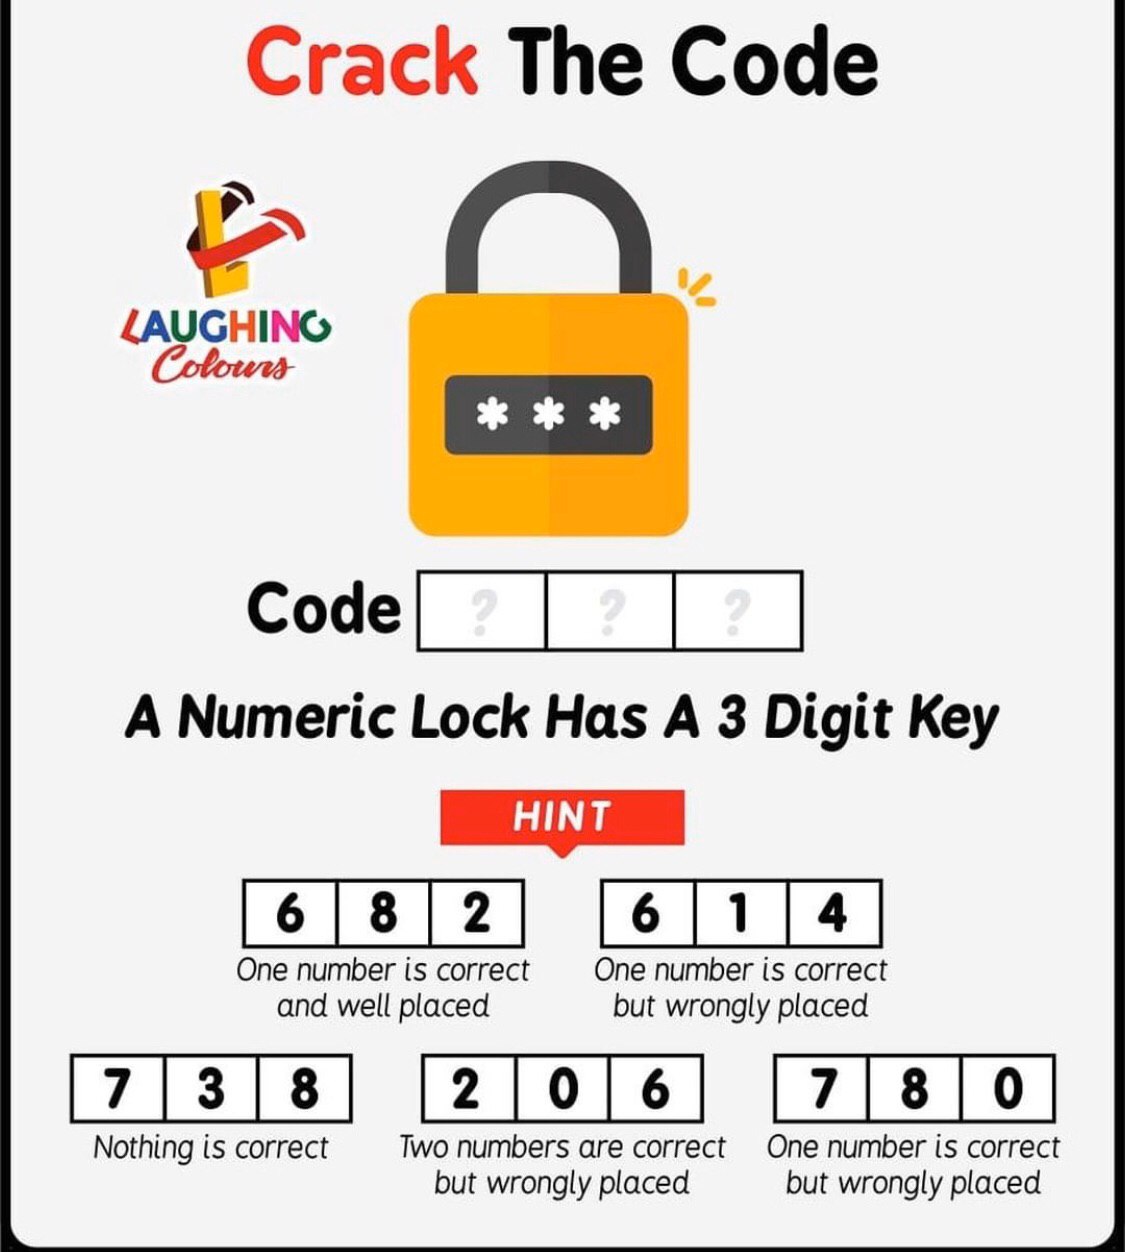 Crack The Code
LAUGHING
Colours
* * *
Code ? ? ?
A Numeric Lock Has A 3 Digit Key
HINT
6 8 2
One number is correct
and well placed
6 1 4
One number is correct
but wrongly placed
7 3 8
Nothing is correct
2 0 6
Two numbers are correct
but wrongly placed
7 8 0
One number is correct
but wrongly placed